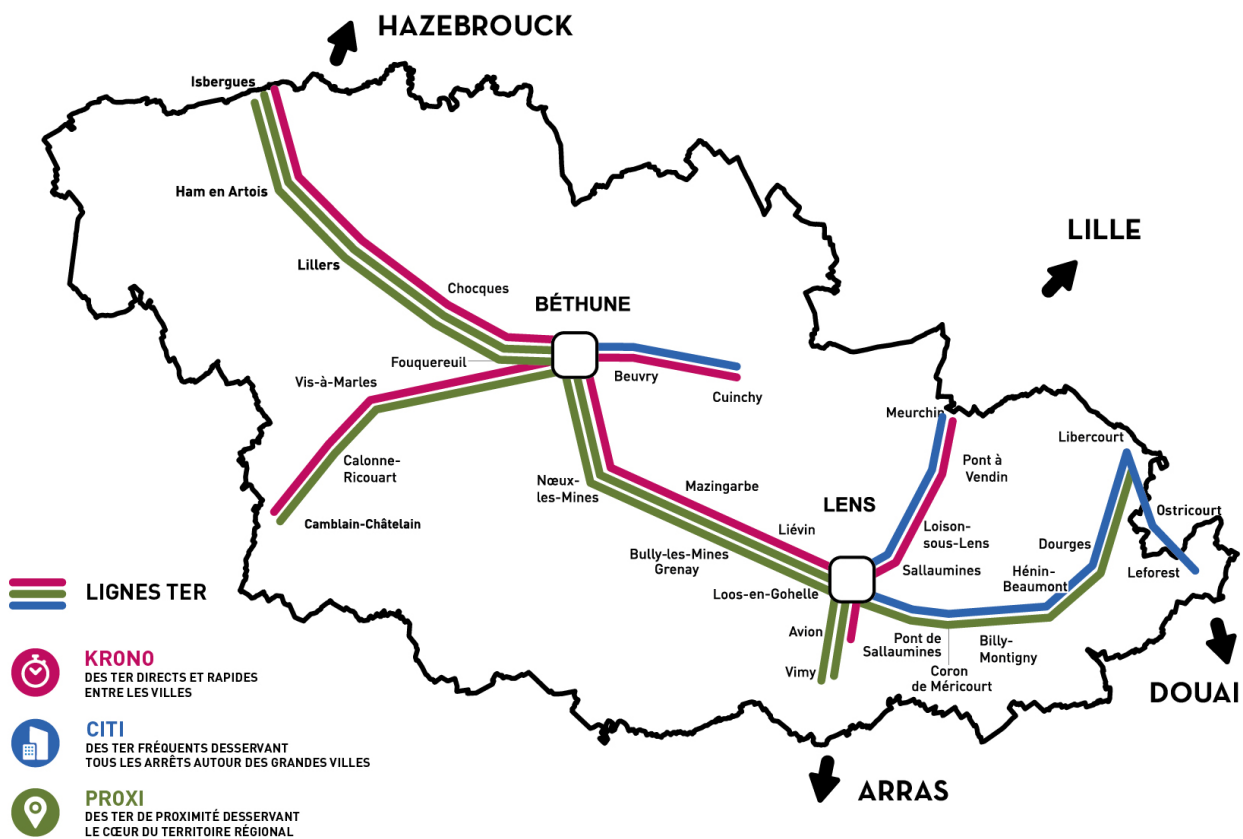 HAZEBROUCK
Isbergues
Ham en Artois
LILLE
Lillers
Chocques
BÉTHUNE
Fouquereuil
Vis-à-Marles
Beuvry
Cuinchy
Meurchin
Libercourt
Calonne-
Ricouart
Pont à
Vendin
Nœux-
les-Mines
Mazingarbe
LENS
Ostricourt
Camblain-Châtelain
Liévin
Loison-
sous-Lens
Dourges
Bully-les-Mines
Grenay
Sallaumines
Hénin-
Beaumont
Leforest
LIGNES TER
Loos-en-Gohelle
Avion
Pont de
Sallaumines
Billy-
Montigny
Vimy
Coron
de Méricourt
DOUAI
KRONO
DES TER DIRECTS ET RAPIDES
ENTRE LES VILLES
CITI
DES TER FRÉQUENTS DESSERVANT
TOUS LES ARRÊTS AUTOUR DES GRANDES VILLES
ARRAS
PROXI
DES TER DE PROXIMITÉ DESSERVANT
LE CŒUR DU TERRITOIRE RÉGIONAL